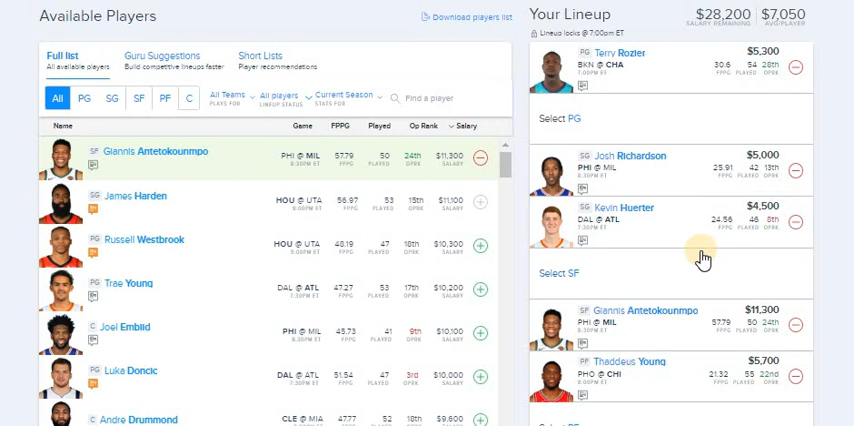 Available Players
Download players list
Full list
All available players
Guru Suggestions
Build competitive lineups faster
Short Lists
Player recommendations
All PG SG SF PF C
All Teams
PLAYS FOR
All players
LINEUP STATUS
Current Season
STATS FOR
Find a player
Name Game FPPG Played Op Rank Salary
SF Giannis Antetokounmpo PHI @ MIL 57.79 50 24th $11,300
8:30PM ET FPPG PLAYED OPRK SALARY
SG James Harden HOU @ UTA 56.97 53 15th $11,100
9:00PM ET FPPG PLAYED OPRK SALARY
PG Russell Westbrook HOU @ UTA 48.19 47 18th $10,300
9:00PM ET FPPG PLAYED OPRK SALARY
PG Trae Young DAL @ ATL 47.27 53 17th $10,200
7:30PM ET FPPG PLAYED OPRK SALARY
C Joel Embiid PHI @ MIL 45.73 41 9th $10,100
8:30PM ET FPPG PLAYED OPRK SALARY
PG Luka Doncic DAL @ ATL 51.54 47 3rd $10,000
7:30PM ET FPPG PLAYED OPRK SALARY
C Andre Drummond CLE @ MIA 47.77 52 18th $9,600
Your Lineup
$28,200
SALARY REMAINING
$7,050
AVG/PLAYER
Lineup locks @ 7:00pm ET
PG Terry Rozier $5,300
BKN @ CHA 30.6 54 28th
7:00PM ET FPPG PLAYED OPRK
Select PG
SG Josh Richardson $5,000
PHI @ MIL 25.91 42 13th
8:30PM ET FPPG PLAYED OPRK
SG Kevin Huerter $4,500
DAL @ ATL 24.56 46 8th
7:30PM ET FPPG PLAYED OPRK
Select SF
SF Giannis Antetokounmpo $11,300
PHI @ MIL 57.79 50 24th
8:30PM ET FPPG PLAYED OPRK
PF Thaddeus Young $5,700
PHO @ CHI 21.32 55 22nd
8:00PM ET FPPG PLAYED OPRK